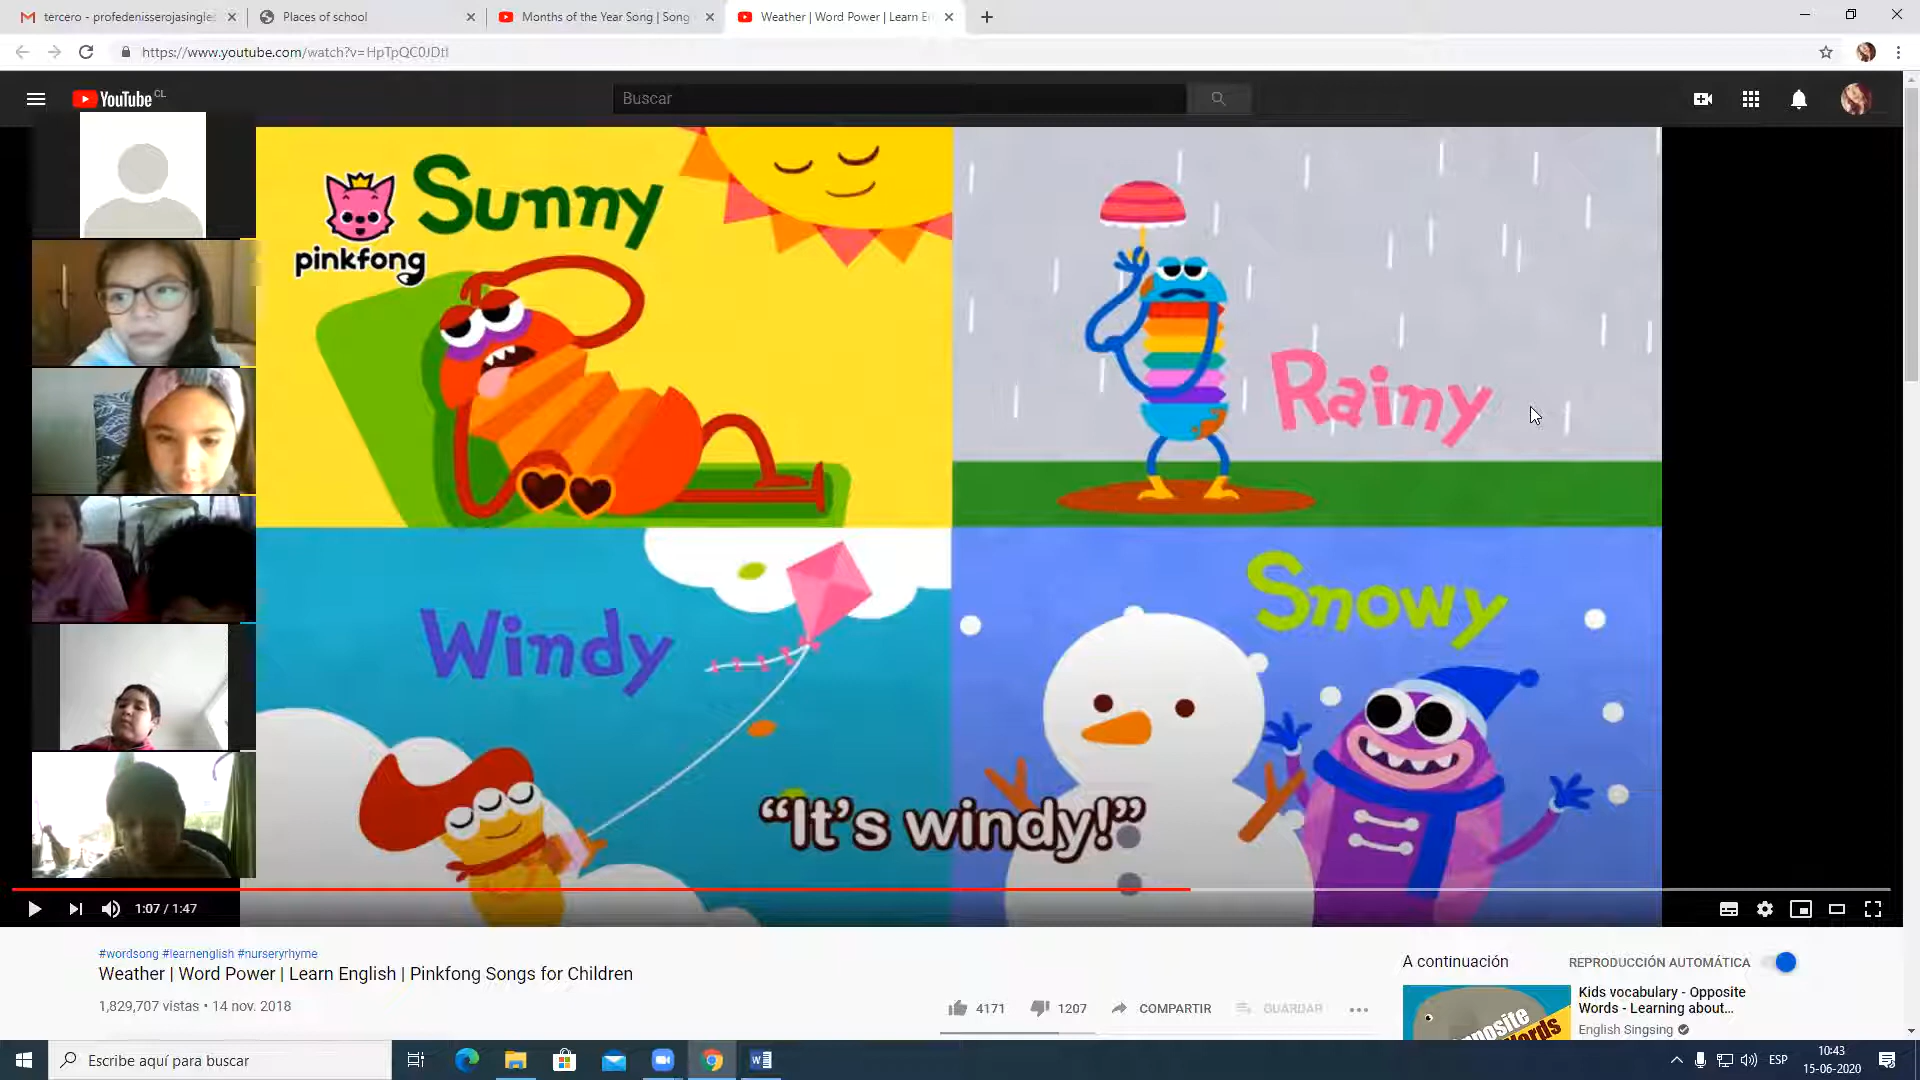 tercero - profedenisserojasingles
Places of school
Months of the Year Song | Song
Weather | Word Power | Learn En
https://www.youtube.com/watch?v=HpTpQC0JDtI
YouTube CL
Buscar
pinkfong
Sunny
Rainy
Windy
Snowy
“It's windy!”
1:07 / 1:47
#wordsong #learnenglish #nurseryrhyme
Weather | Word Power | Learn English | Pinkfong Songs for Children
1,829,707 vistas • 14 nov. 2018
4171
1207
COMPARTIR
GUARDAR
A continuación
REPRODUCCIÓN AUTOMÁTICA
Kids vocabulary - Opposite
Words - Learning about...
English Singsing
Escribe aquí para buscar
ESP
10:43
15-06-2020